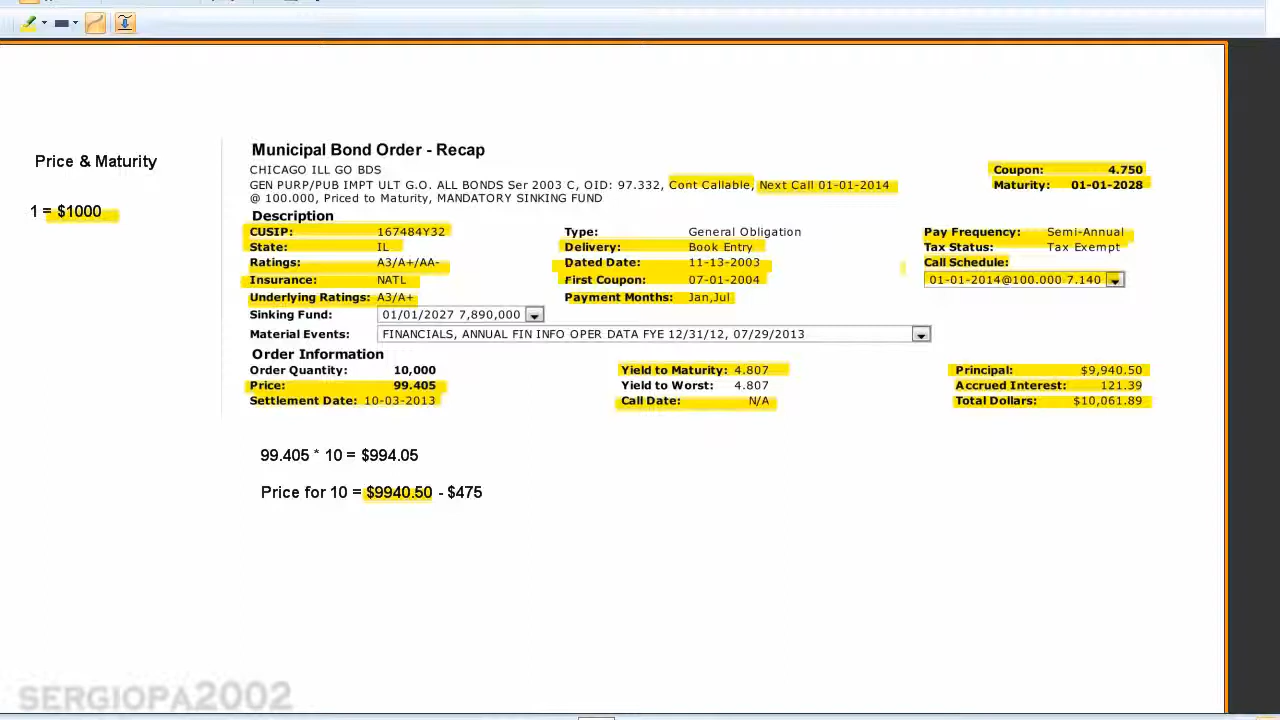 Price & Maturity
1 = $1000
Municipal Bond Order - Recap
CHICAGO ILL GO BDS
GEN PURP/PUB IMPT ULT G.O. ALL BONDS Ser 2003 C, OID: 97.332, Cont Callable, Next Call 01-01-2014
@ 100.000, Priced to Maturity, MANDATORY SINKING FUND
Coupon: 4.750
Maturity: 01-01-2028
Description
CUSIP: 167484Y32 Type: General Obligation Pay Frequency: Semi-Annual
State: IL Delivery: Book Entry Tax Status: Tax Exempt
Ratings: A3/A+/AA- Dated Date: 11-13-2003 Call Schedule:
Insurance: NATL First Coupon: 07-01-2004 01-01-2014@100.000 7.140
Underlying Ratings: A3/A+ Payment Months: Jan,Jul
Sinking Fund: 01/01/2027 7,890,000
Material Events: FINANCIALS, ANNUAL FIN INFO OPER DATA FYE 12/31/12, 07/29/2013
Order Information
Order Quantity: 10,000 Yield to Maturity: 4.807 Principal: $9,940.50
Price: 99.405 Yield to Worst: 4.807 Accrued Interest: 121.39
Settlement Date: 10-03-2013 Call Date: N/A Total Dollars: $10,061.89
99.405 * 10 = $994.05
Price for 10 = $9940.50 - $475
SERGIOPA2002